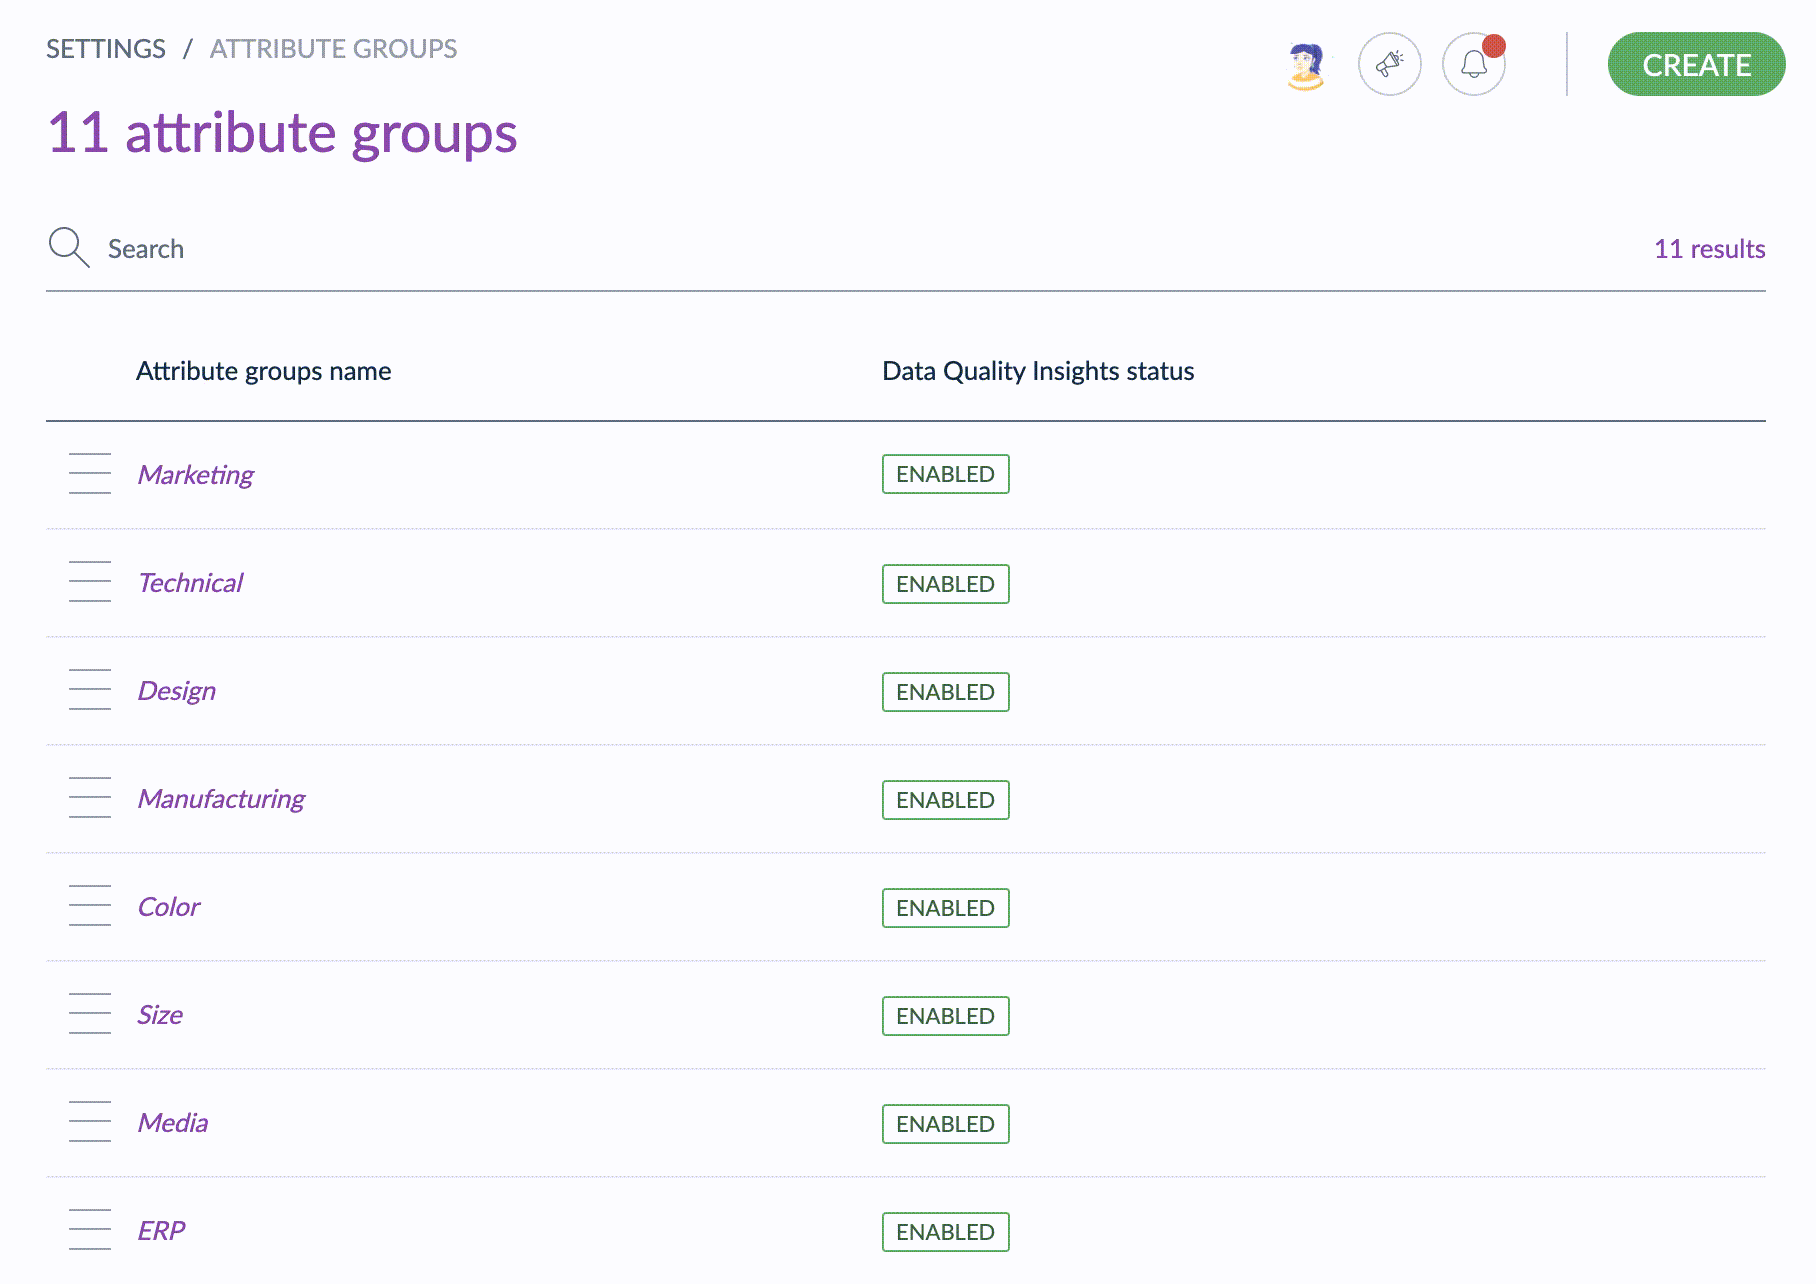 SETTINGS / ATTRIBUTE GROUPS
CREATE
11 attribute groups
Search
11 results
Attribute groups name Data Quality Insights status
Marketing ENABLED
Technical ENABLED
Design ENABLED
Manufacturing ENABLED
Color ENABLED
Size ENABLED
Media ENABLED
ERP ENABLED